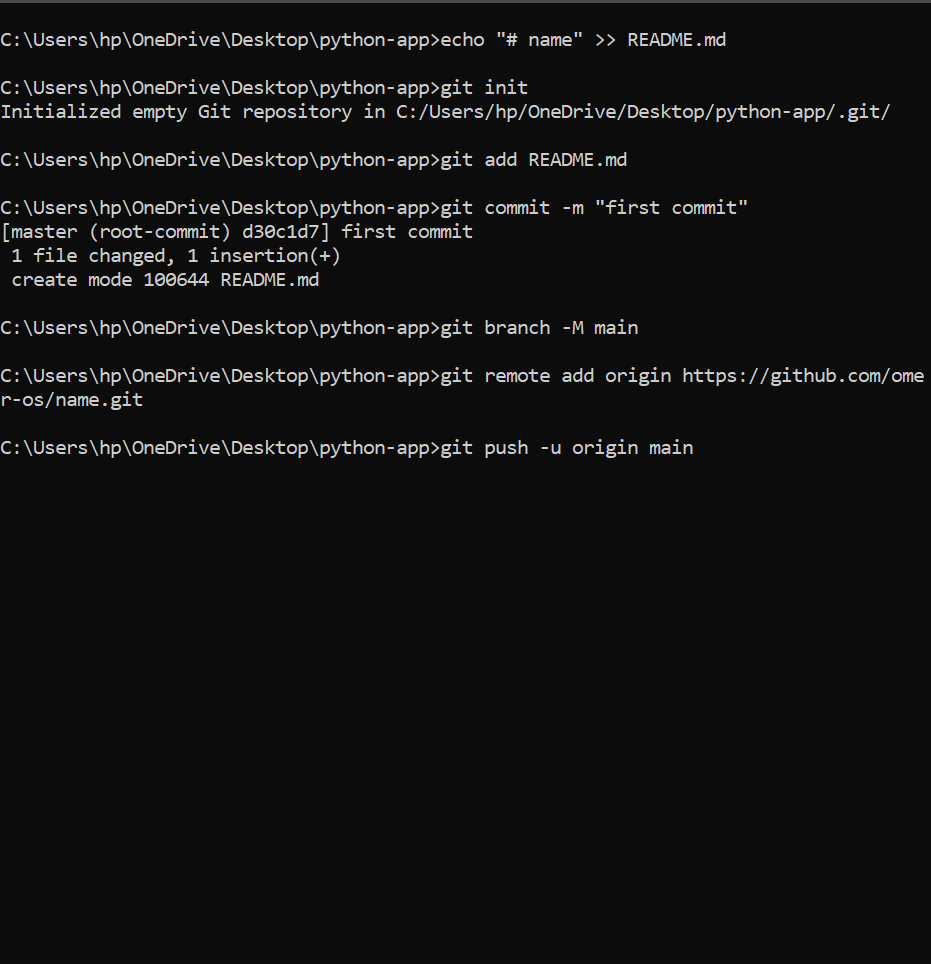 C:\Users\hp\OneDrive\Desktop\python-app>echo "# name" >> README.md
C:\Users\hp\OneDrive\Desktop\python-app>git init
Initialized empty Git repository in C:/Users/hp/OneDrive/Desktop/python-app/.git/
C:\Users\hp\OneDrive\Desktop\python-app>git add README.md
C:\Users\hp\OneDrive\Desktop\python-app>git commit -m "first commit"
[master (root-commit) d30c1d7] first commit
 1 file changed, 1 insertion(+)
 create mode 100644 README.md
C:\Users\hp\OneDrive\Desktop\python-app>git branch -M main
C:\Users\hp\OneDrive\Desktop\python-app>git remote add origin https://github.com/ome
r-os/name.git
C:\Users\hp\OneDrive\Desktop\python-app>git push -u origin main